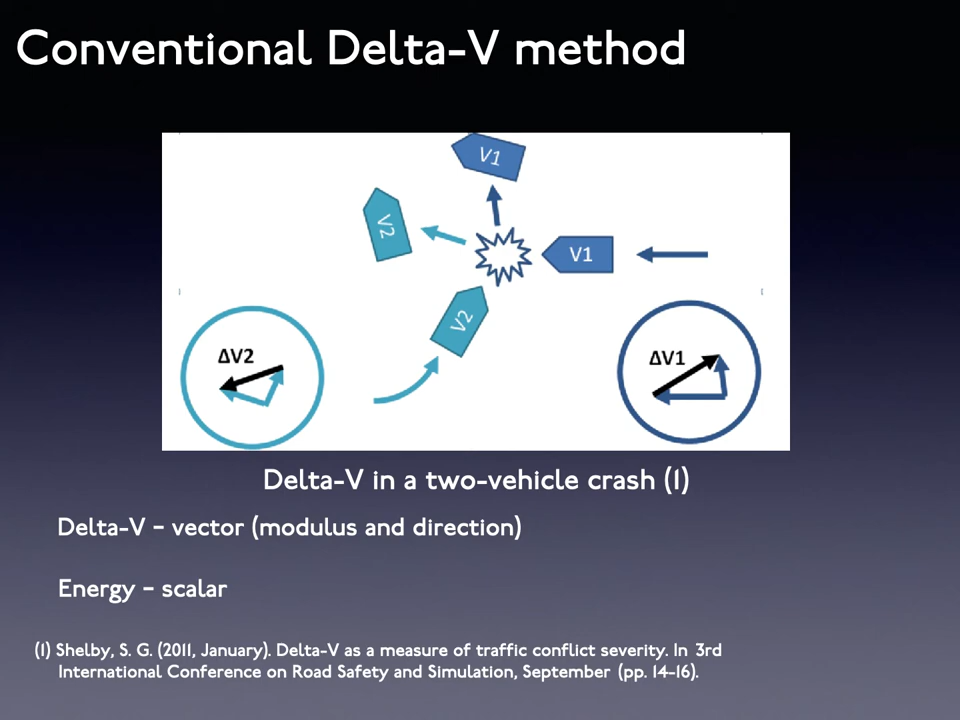 Conventional Delta-V method
V1
V2
V1
V2
ΔV2
ΔV1
Delta-V in a two-vehicle crash (1)
Delta-V - vector (modulus and direction)
Energy - scalar
(1) Shelby, S. G. (2011, January). Delta-V as a measure of traffic conflict severity. In 3rd
International Conference on Road Safety and Simulation, September (pp. 14-16).